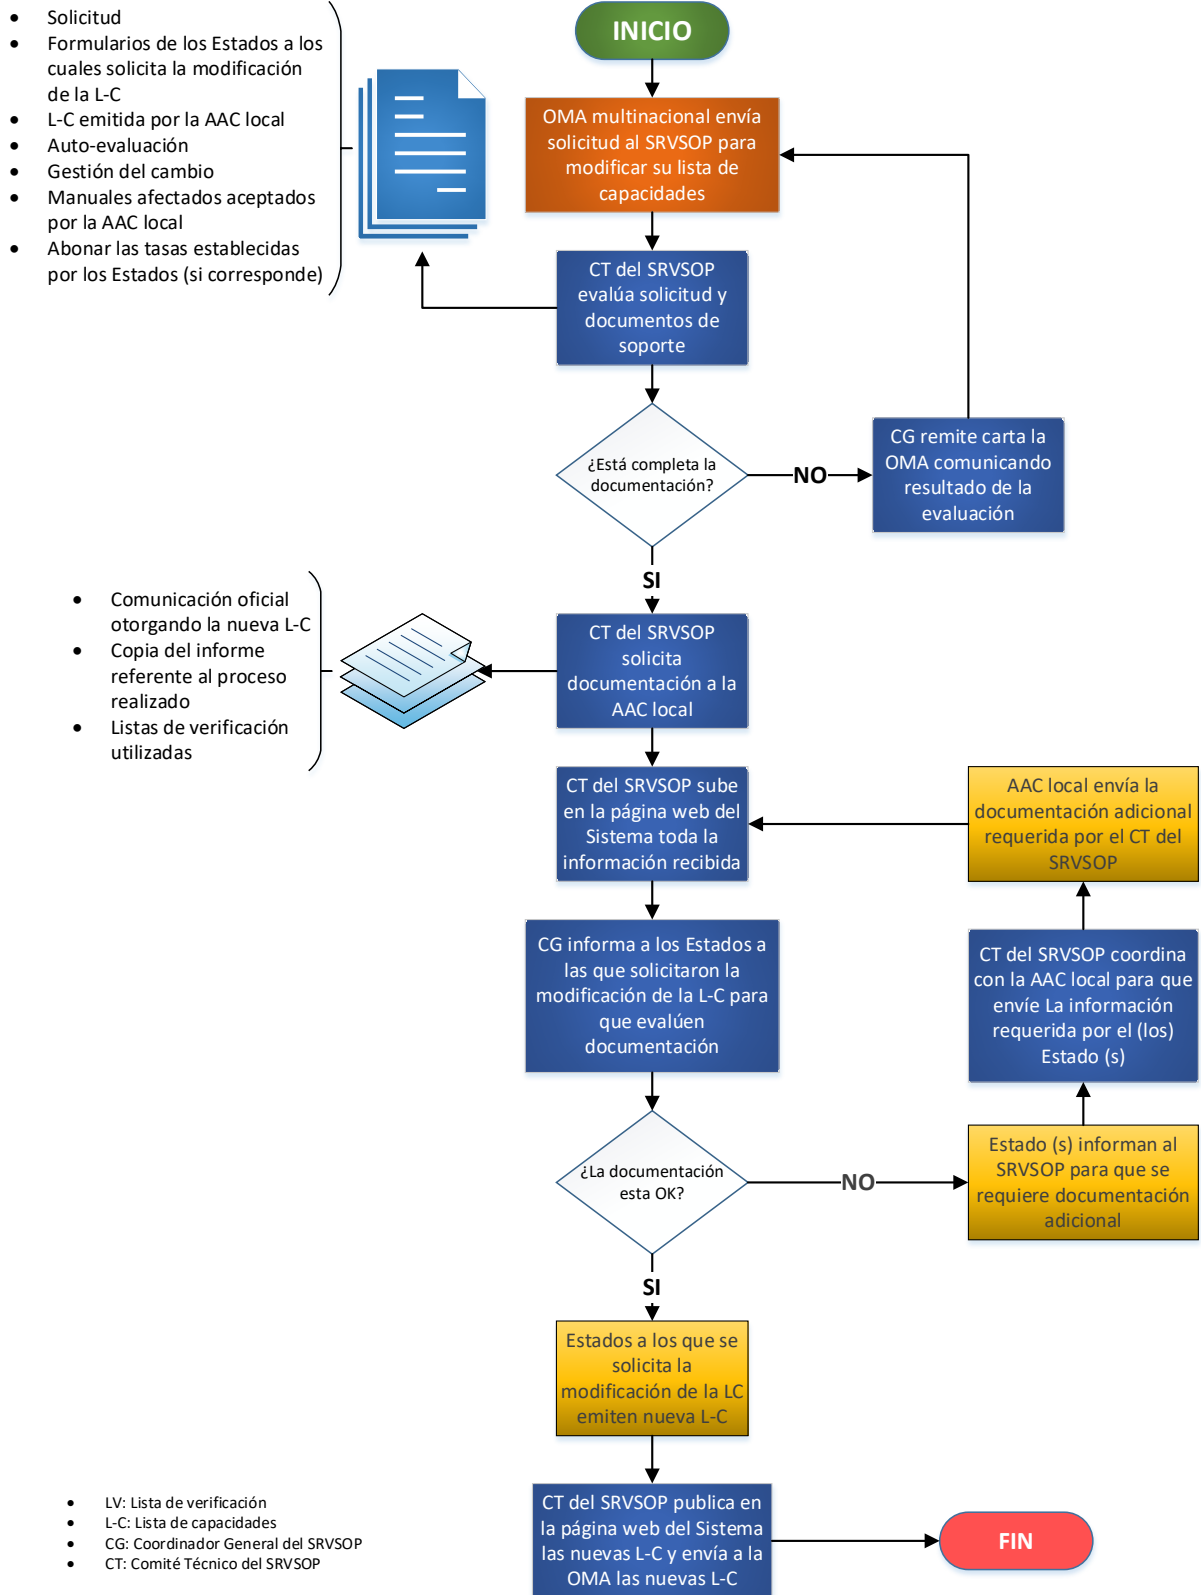 INICIO
• Solicitud
• Formularios de los Estados a los
cuales solicita la modificación
de la L-C
• L-C emitida por la AAC local
• Auto-evaluación
• Gestión del cambio
• Manuales afectados aceptados
por la AAC local
• Abonar las tasas establecidas
por los Estados (si corresponde)
OMA multinacional envía
solicitud al SRVSOP para
modificar su lista de
capacidades
CT del SRVSOP
evalúa solicitud y
documentos de
soporte
¿Está completa la
documentación?
NO
CG remite carta la
OMA comunicando
resultado de la
evaluación
SI
• Comunicación oficial
otorgando la nueva L-C
• Copia del informe
referente al proceso
realizado
• Listas de verificación
utilizadas
CT del SRVSOP
solicita
documentación a la
AAC local
CT del SRVSOP sube
en la página web del
Sistema toda la
información recibida
AAC local envía la
documentación adicional
requerida por el CT del
SRVSOP
CG informa a los Estados a
las que solicitaron la
modificación de la L-C para
que evalúen
documentación
CT del SRVSOP coordina
con la AAC local para que
envíe La información
requerida por el (los)
Estado (s)
¿La documentación
esta OK?
NO
Estado (s) informan al
SRVSOP para que se
requiere documentación
adicional
SI
Estados a los que se
solicita la
modificación de la LC
emiten nueva L-C
CT del SRVSOP publica en
la página web del Sistema
las nuevas L-C y envía a la
OMA las nuevas L-C
FIN
• LV: Lista de verificación
• L-C: Lista de capacidades
• CG: Coordinador General del SRVSOP
• CT: Comité Técnico del SRVSOP